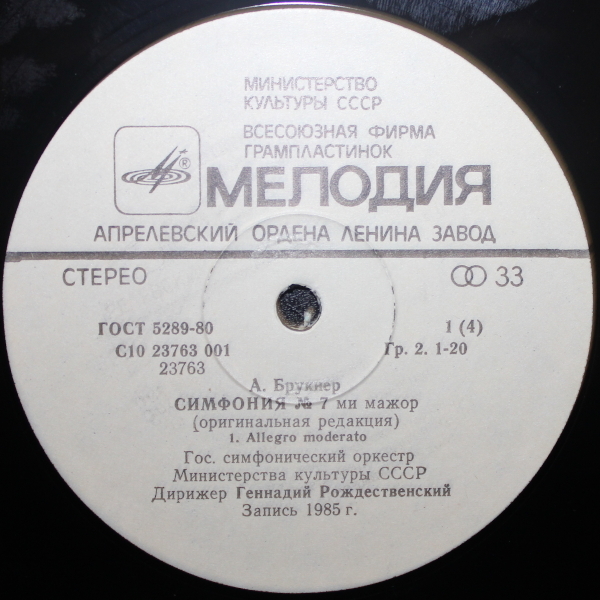 МИНИСТЕРСТВО
КУЛЬТУРЫ СССР
ВСЕСОЮЗНАЯ ФИРМА
ГРАМПЛАСТИНОК
®
МЕЛОДИЯ
АПРЕЛЕВСКИЙ ОРДЕНА ЛЕНИНА ЗАВОД
СТЕРЕО 33
ГОСТ 5289-80 1 (4)
С10 23763 001 Гр. 2. 1-20
23763
А. Брукнер
СИМФОНИЯ № 7 ми мажор
(оригинальная редакция)
1. Allegro moderato
Гос. симфонический оркестр
Министерства культуры СССР
Дирижер Геннадий Рождественский
Запись 1985 г.